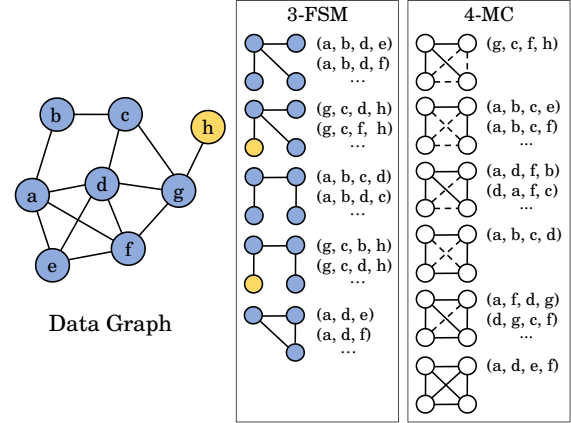 3-FSM
4-MC
b
c
h
a
d
g
e
f
Data Graph
(a, b, d, e)
(a, b, d, f)
...
(g, c, d, h)
(g, c, f, h)
...
(a, b, c, d)
(a, b, d, c)
...
(g, c, b, h)
(g, c, d, h)
...
(a, d, e)
(a, d, f)
...
(g, c, f, h)
(a, b, c, e)
(a, b, c, f)
...
(a, d, f, b)
(d, a, f, c)
...
(a, b, c, d)
(a, f, d, g)
(d, g, c, f)
...
(a, d, e, f)